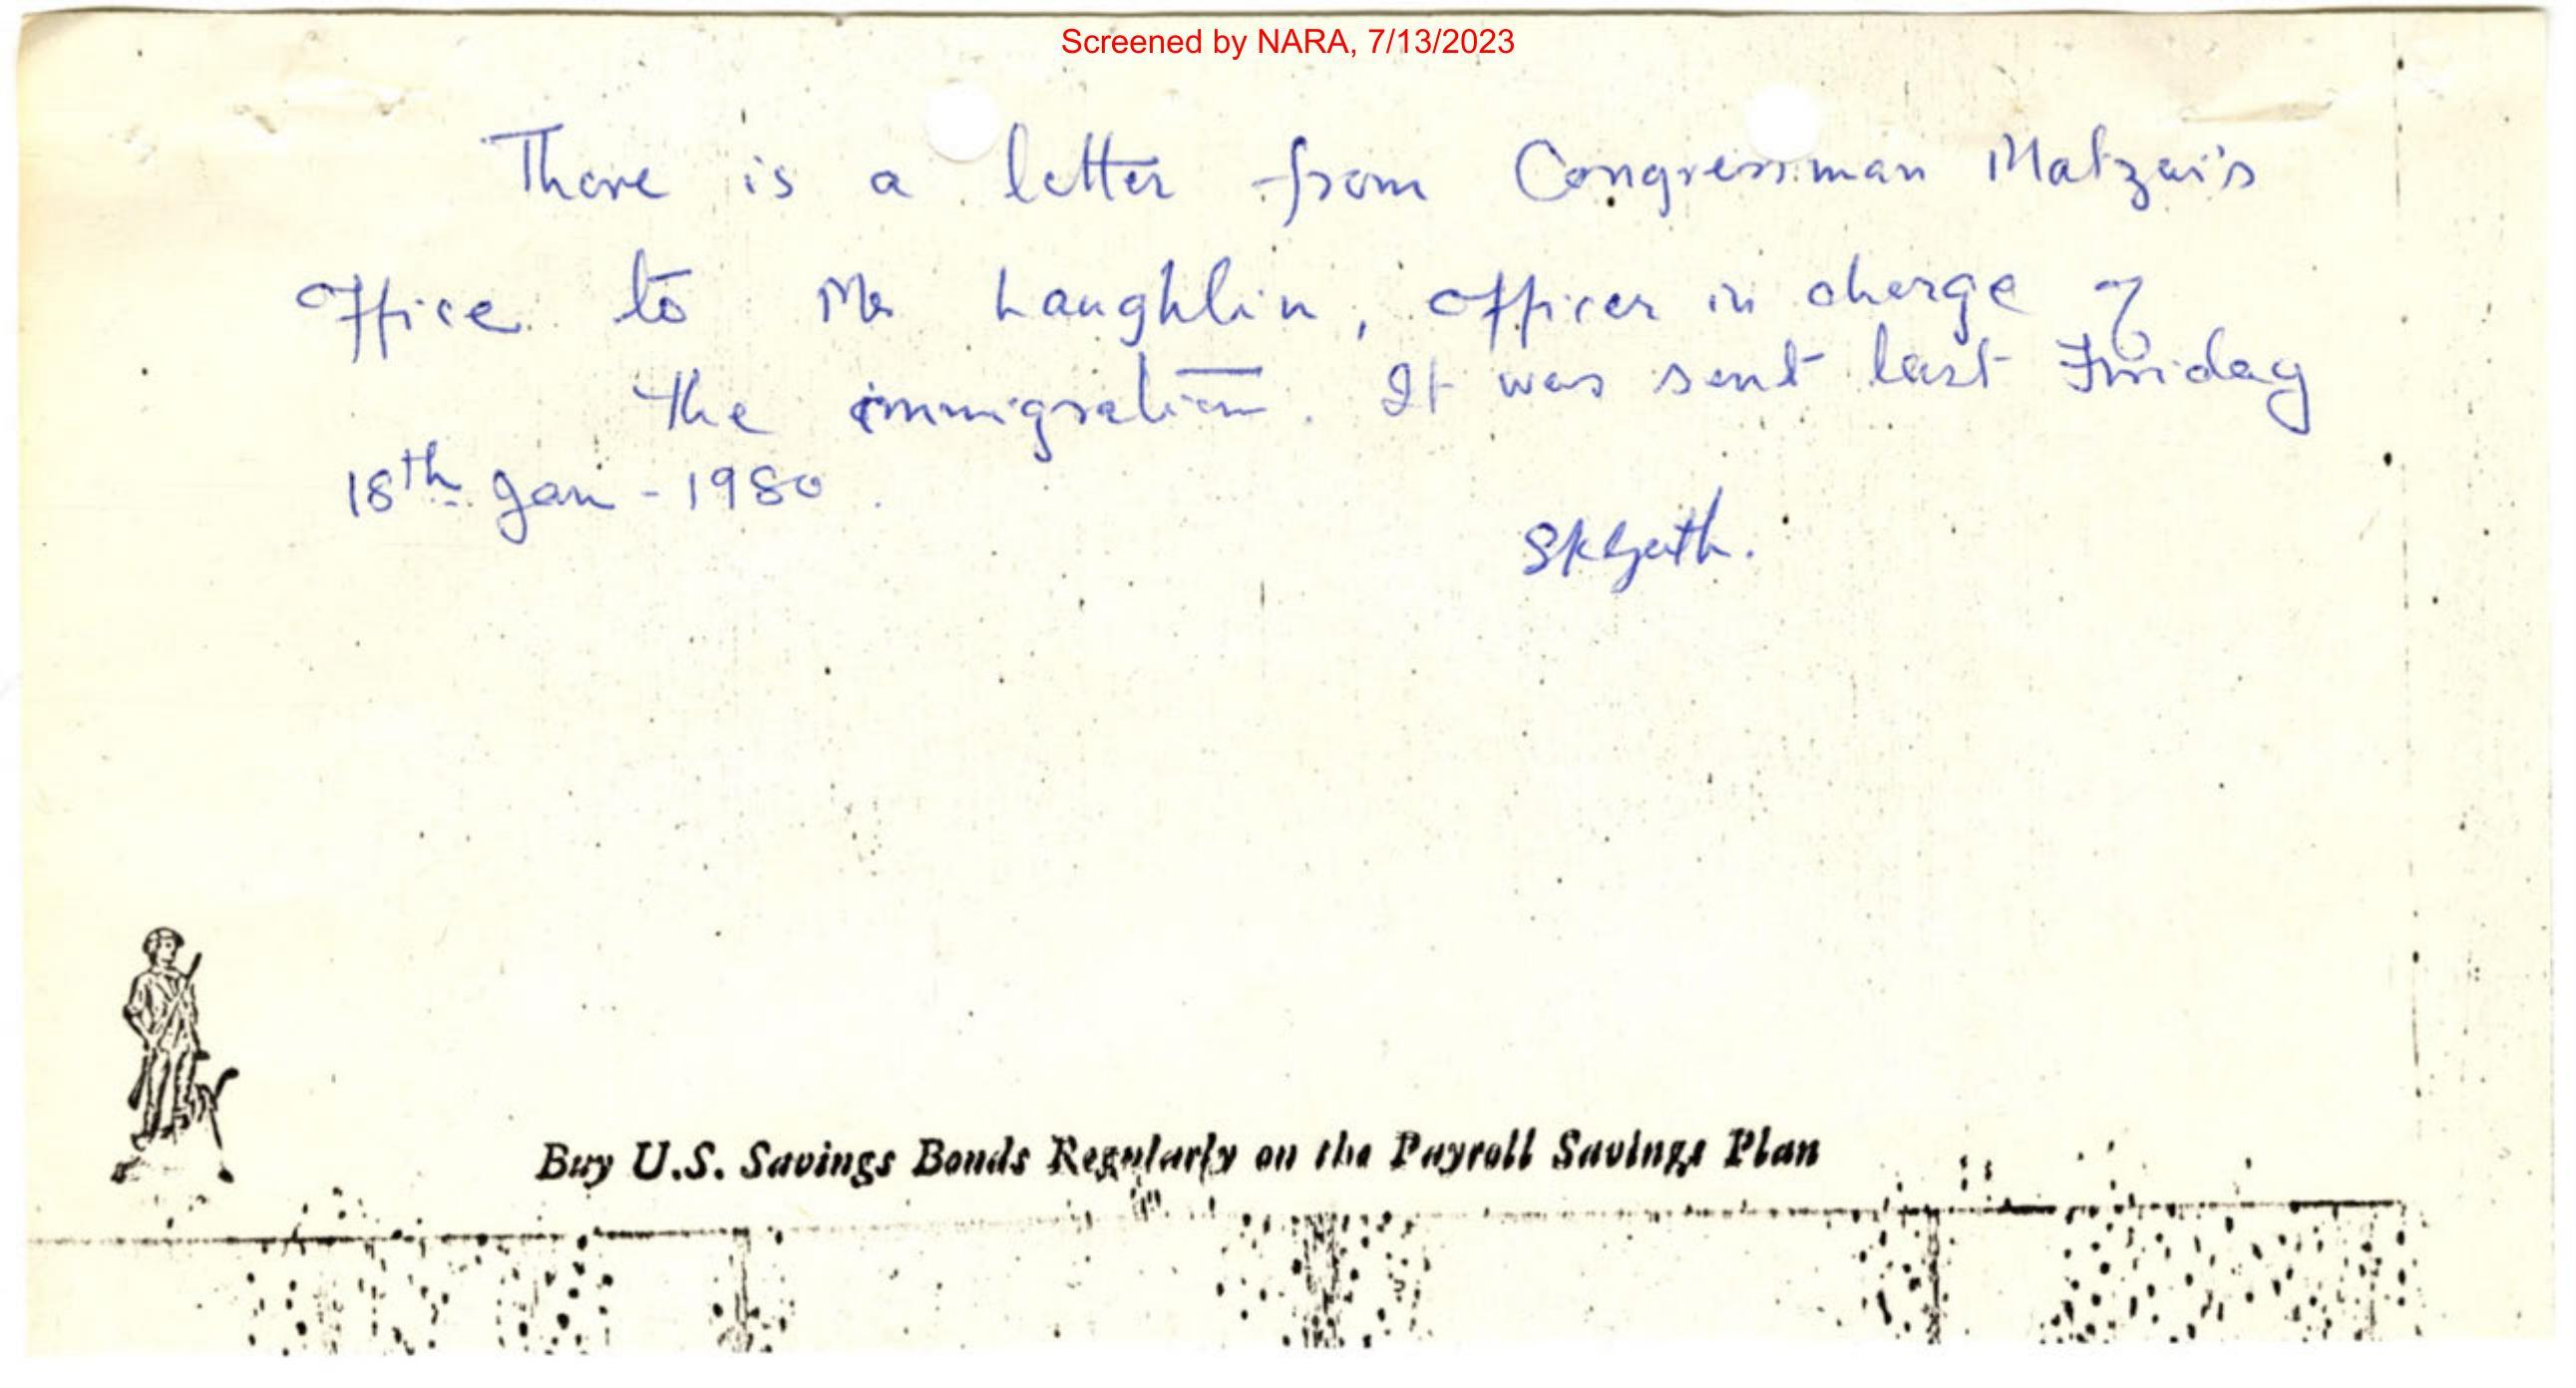 Screened by NARA, 7/13/2023
There is a letter from Congressman Matzui's
Office to Mr Laughlin, Officer in charge of
the immigration. It was sent last Friday
18th Jan - 1980.
Buy U.S. Savings Bonds Regularly on the Payroll Savings Plan